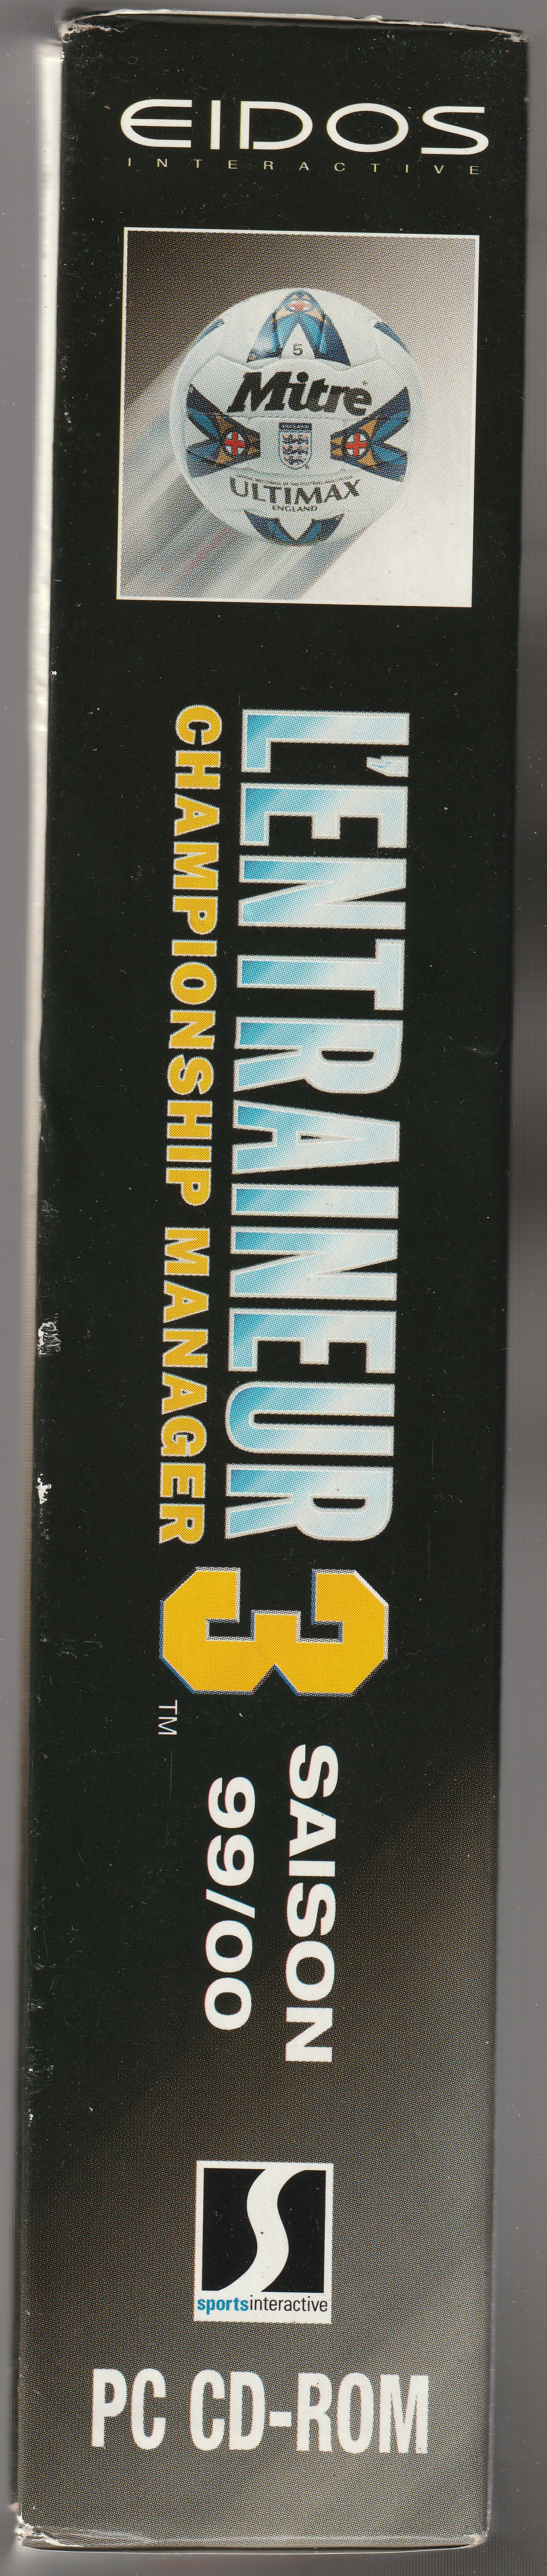 EIDOS
INTERACTIVE
5
Mitre
ENGLAND
ULTIMAX
ENGLAND
L'ENTRAINEUR 3
CHAMPIONSHIP MANAGER
TM
SAISON
99/00
sportsinteractive
PC CD-ROM